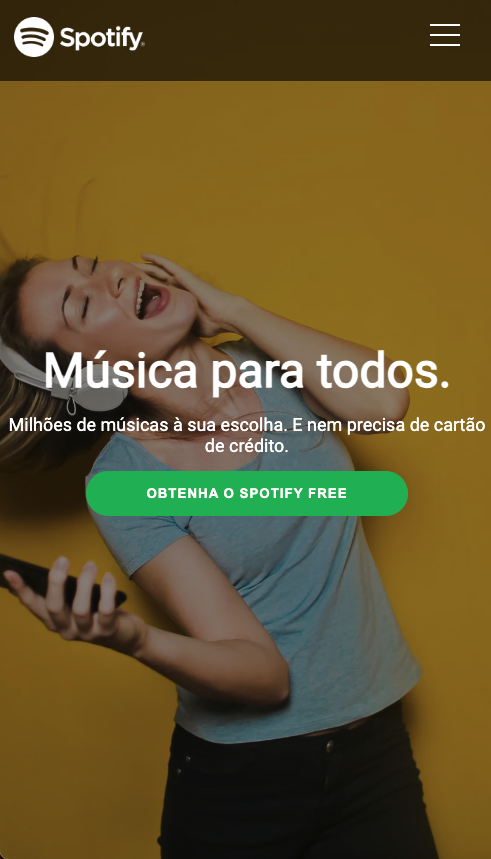 Spotify
Música para todos.
Milhões de músicas à sua escolha. E nem precisa de cartão
de crédito.
OBTENHA O SPOTIFY FREE